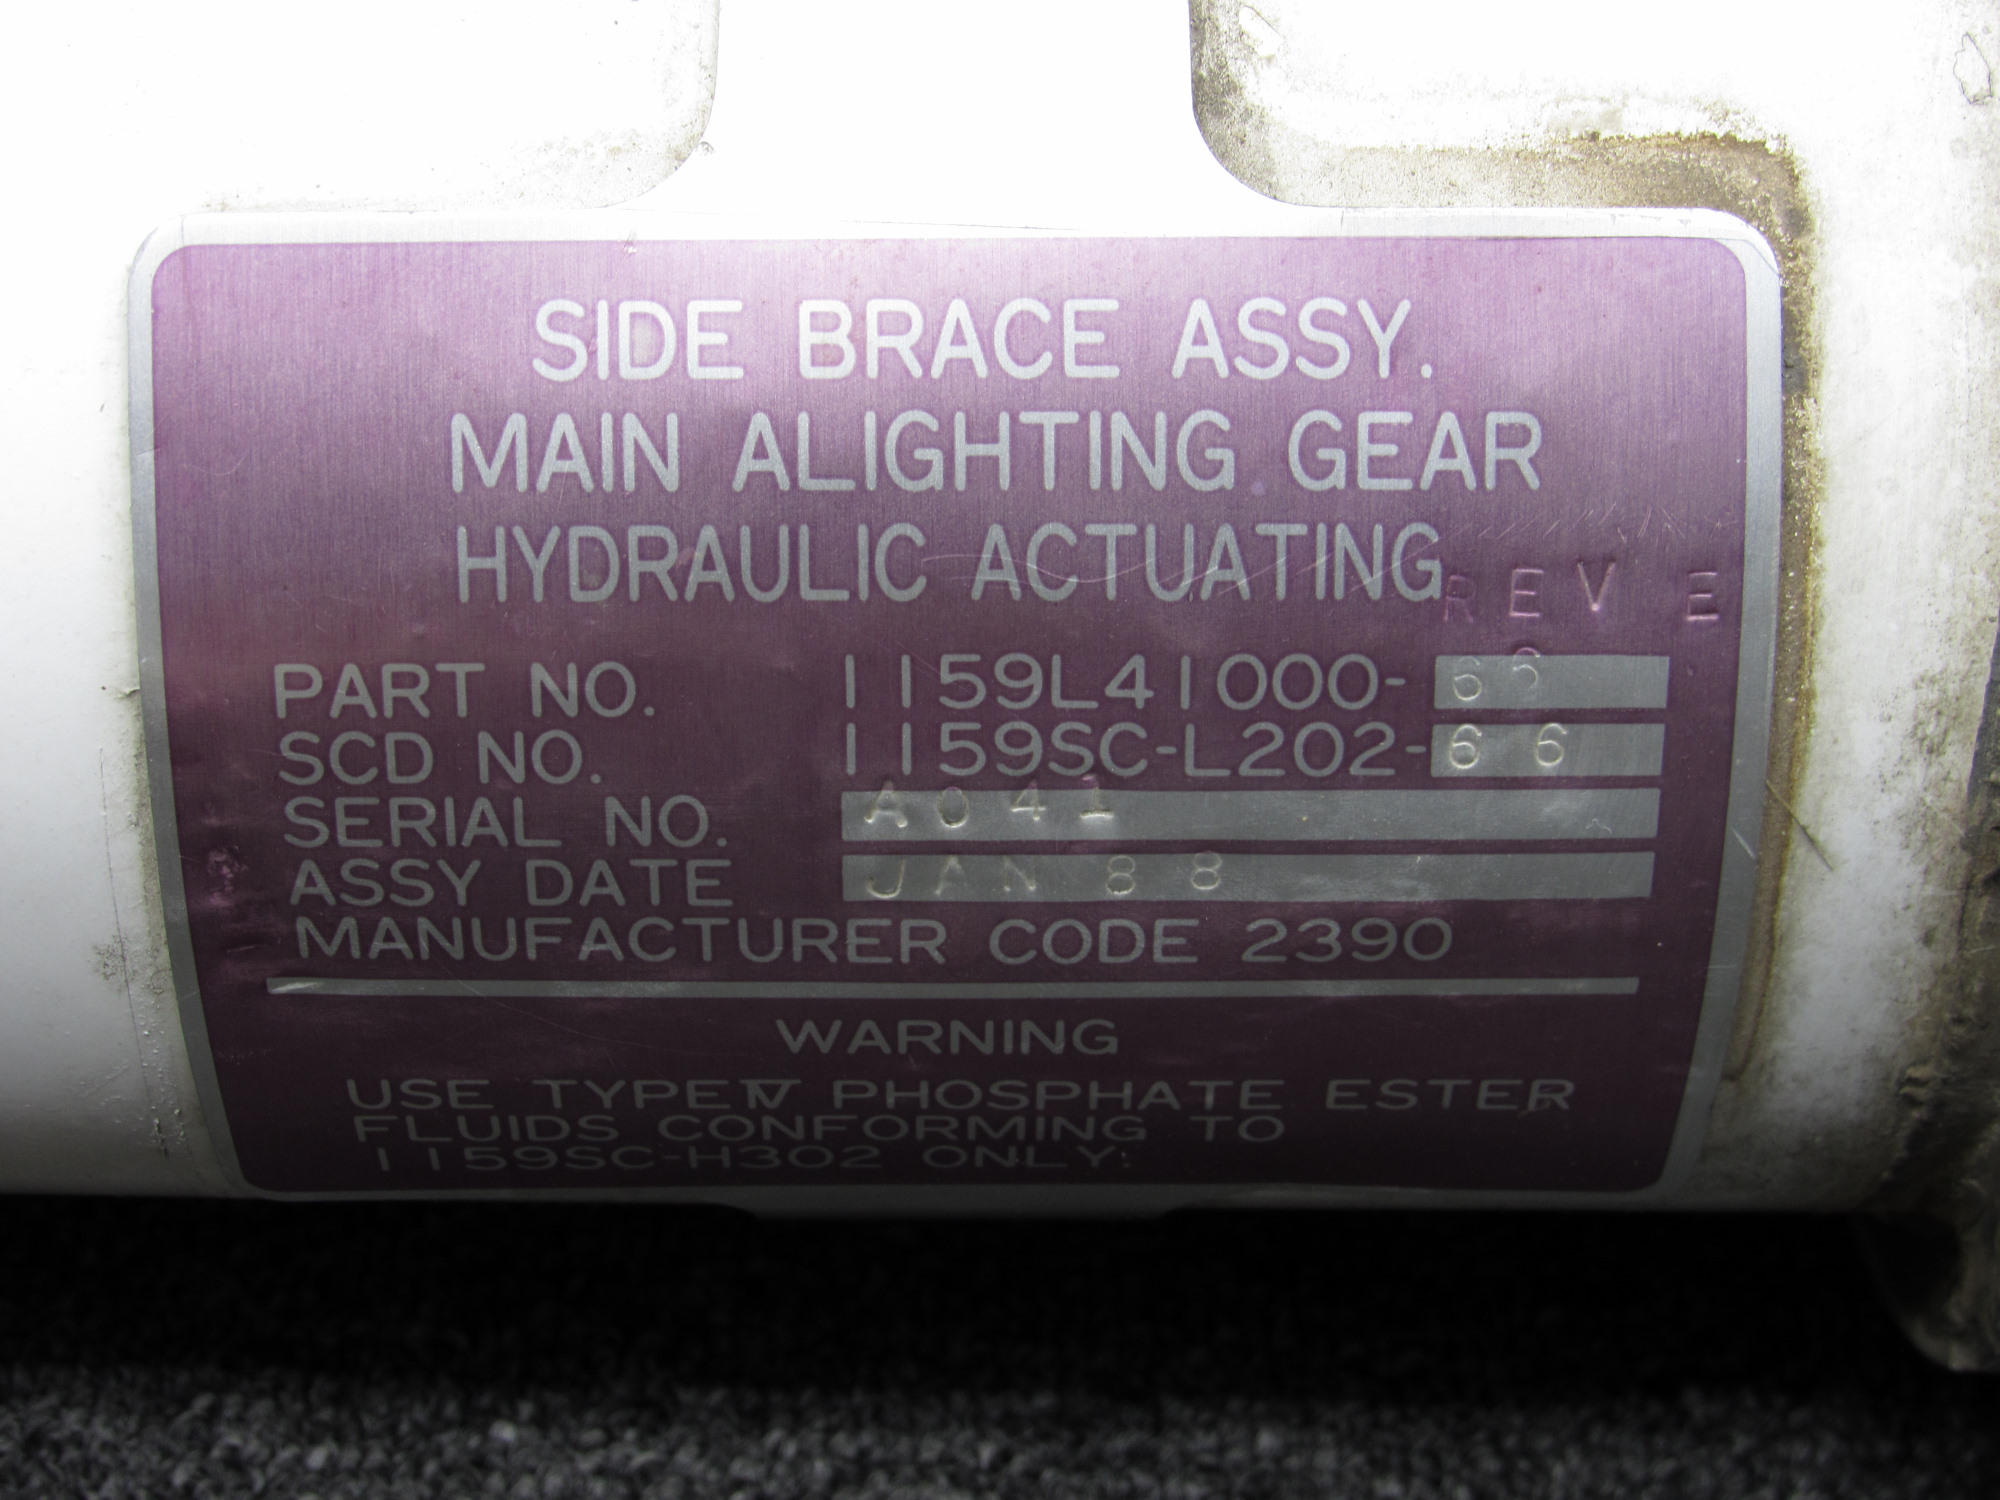 SIDE BRACE ASSY.
MAIN ALIGHTING GEAR
HYDRAULIC ACTUATING
REV E
PART NO. 1159L41000-
SCD NO. 1159SC-L202-66
SERIAL NO. A041
ASSY DATE JAN 88
MANUFACTURER CODE 2390
WARNING
USE TYPE IV PHOSPHATE ESTER
FLUIDS CONFORMING TO
1159SC-H302 ONLY.